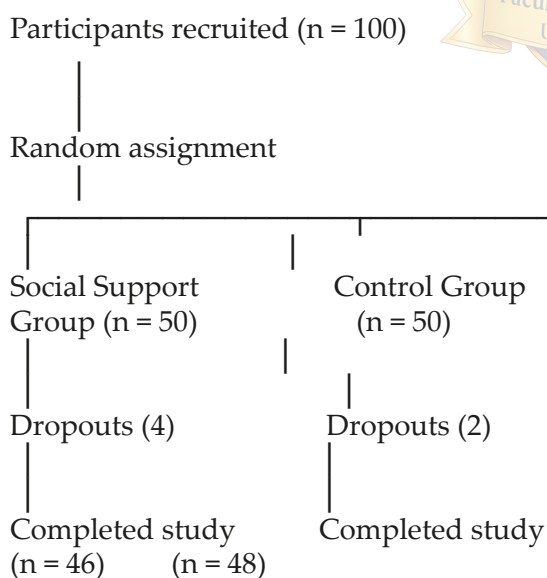 Participants recruited (n = 100)
Random assignment
Social Support Control Group
Group (n = 50) (n = 50)
Dropouts (4) Dropouts (2)
Completed study Completed study
(n = 46) (n = 48)